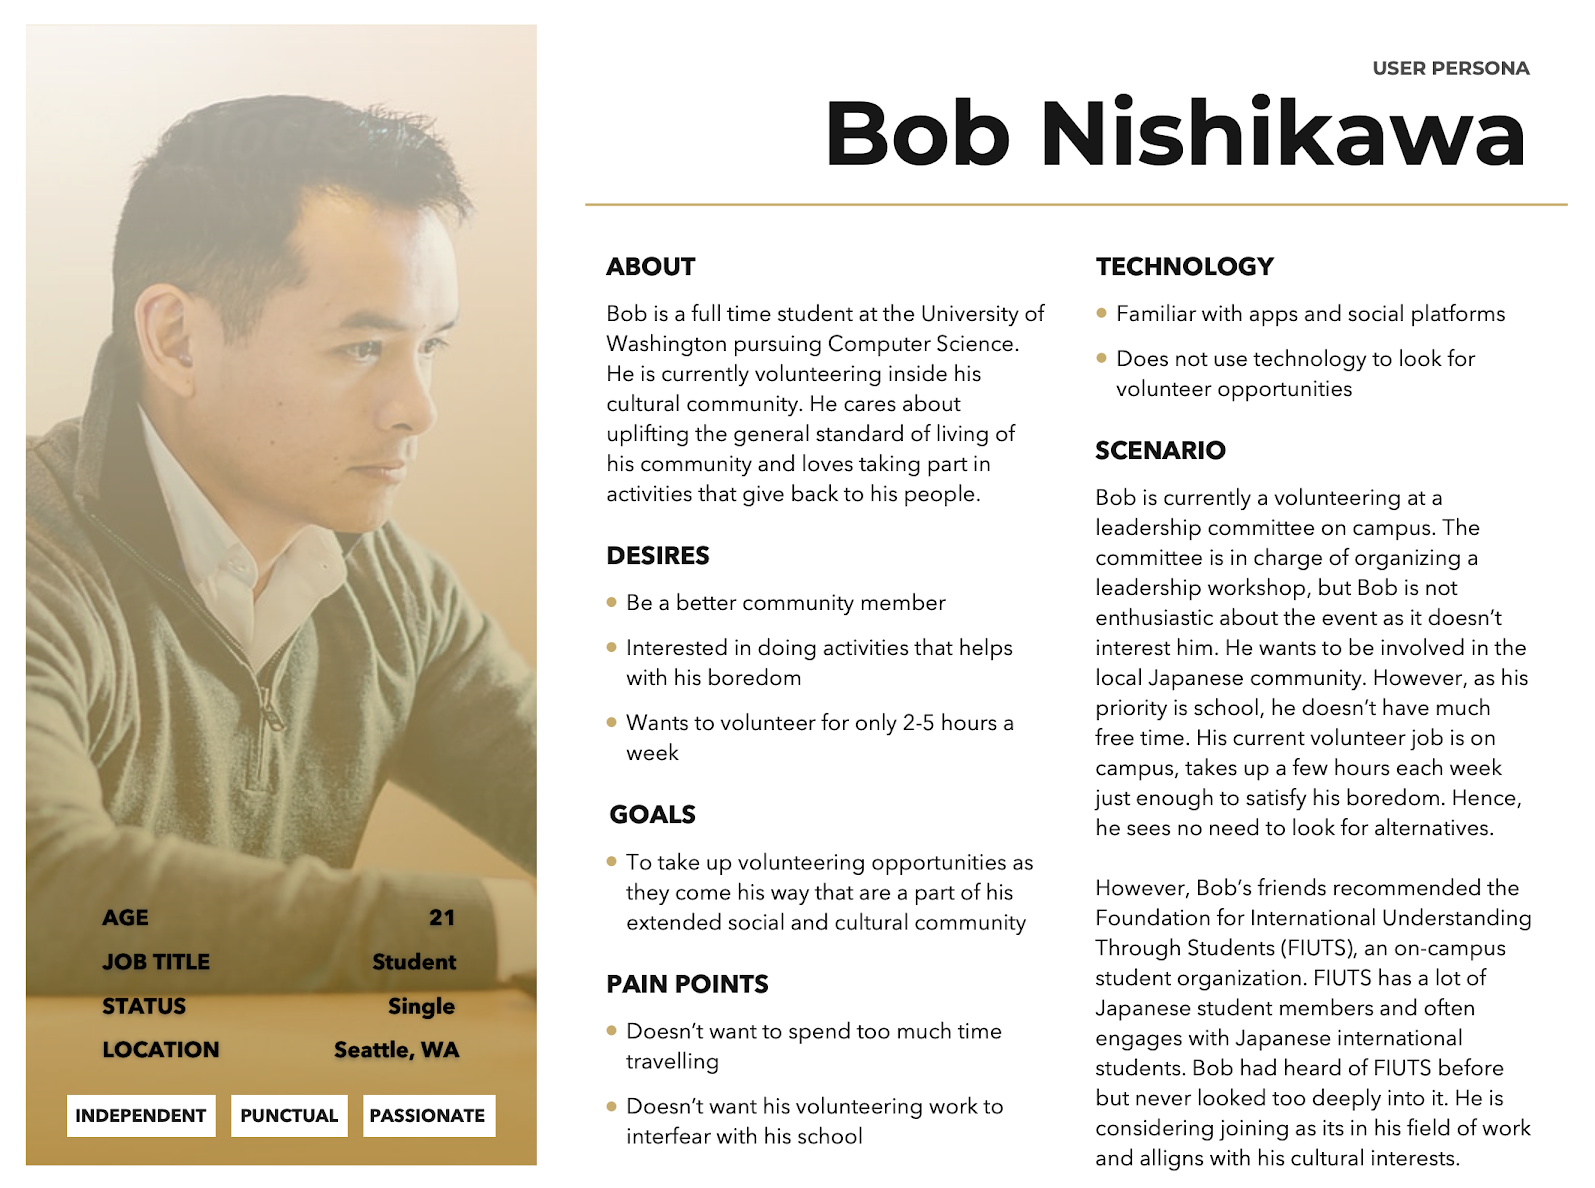 USER PERSONA
Bob Nishikawa
ABOUT
Bob is a full time student at the University of
Washington pursuing Computer Science.
He is currently volunteering inside his
cultural community. He cares about
uplifting the general standard of living of
his community and loves taking part in
activities that give back to his people.
DESIRES
Be a better community member
Interested in doing activities that helps
with his boredom
Wants to volunteer for only 2-5 hours a
week
GOALS
To take up volunteering opportunities as
they come his way that are a part of his
extended social and cultural community
PAIN POINTS
Doesn't want to spend too much time
travelling
Doesn't want his volunteering work to
interfear with his school
TECHNOLOGY
Familiar with apps and social platforms
Does not use technology to look for
volunteer opportunities
SCENARIO
Bob is currently a volunteering at a
leadership committee on campus. The
committee is in charge of organizing a
leadership workshop, but Bob is not
enthusiastic about the event as it doesn't
interest him. He wants to be involved in the
local Japanese community. However, as his
priority is school, he doesn't have much
free time. His current volunteer job is on
campus, takes up a few hours each week
just enough to satisfy his boredom. Hence,
he sees no need to look for alternatives.
However, Bob's friends recommended the
Foundation for International Understanding
Through Students (FIUTS), an on-campus
student organization. FIUTS has a lot of
Japanese student members and often
engages with Japanese international
students. Bob had heard of FIUTS before
but never looked too deeply into it. He is
considering joining as its in his field of work
and alligns with his cultural interests.
AGE 21
JOB TITLE Student
STATUS Single
LOCATION Seattle, WA
INDEPENDENT PUNCTUAL PASSIONATE